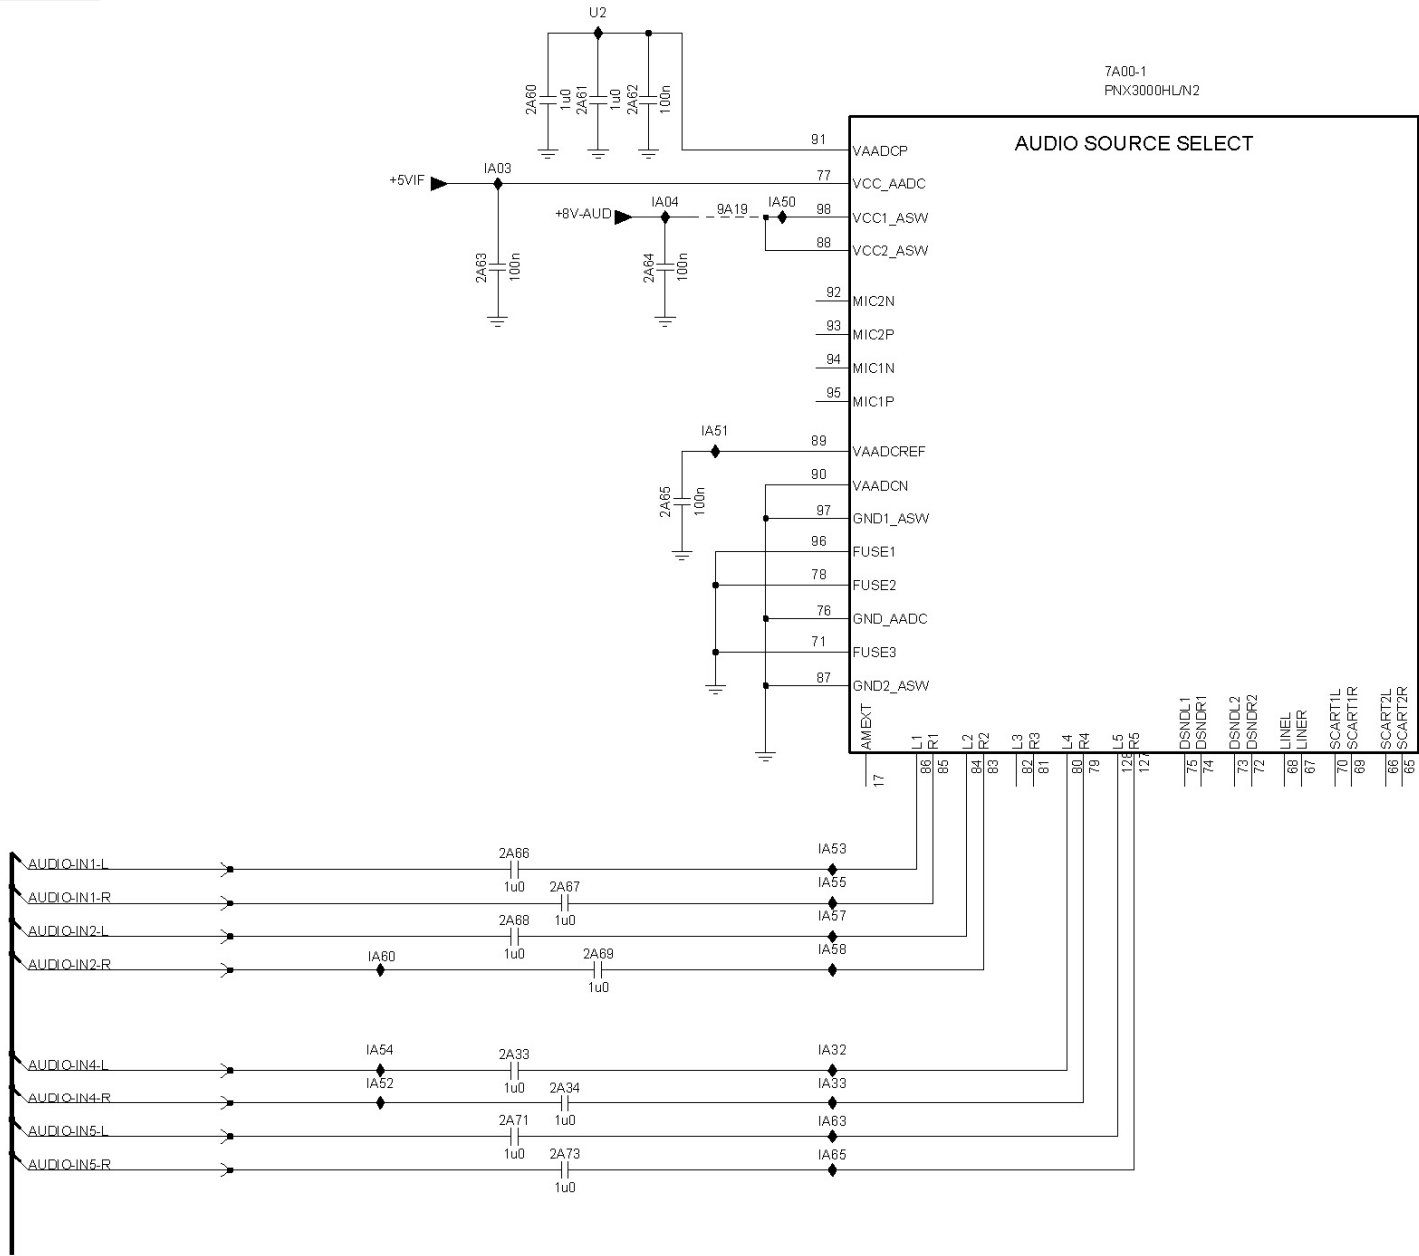 U2
7A00-1
PNX3000HL/N2
AUDIO SOURCE SELECT
2A60
1u0
2A61
1u0
2A62
100n
91 VAADCP
+5VIF IA03 77 VCC_AADC
+8V-AUD IA04 9A19 IA50 98 VCC1_ASW
88 VCC2_ASW
2A63
100n
2A64
100n
92 MIC2N
93 MIC2P
94 MIC1N
95 MIC1P
IA51 89 VAADCREF
2A65
100n
90 VAADCN
97 GND1_ASW
96 FUSE1
78 FUSE2
76 GND_AADC
71 FUSE3
87 GND2_ASW
AMEXT
L1
R1
L2
R2
L3
R3
L4
R4
L5
R5
DSNDL1
DSNDR1
DSNDL2
DSNDR2
LINEL
LINER
SCART1L
SCART1R
SCART2L
SCART2R
17
86
85
84
83
82
81
80
79
128
127
75
74
73
72
68
67
70
69
66
65
AUDIO-IN1-L 2A66 IA53
1u0
AUDIO-IN1-R 2A67 IA55
1u0
AUDIO-IN2-L 2A68 IA57
1u0
AUDIO-IN2-R IA60 2A69 IA58
1u0
AUDIO-IN4-L IA54 2A33 IA32
1u0
AUDIO-IN4-R IA52 2A34 IA33
1u0
AUDIO-IN5-L 2A71 IA63
1u0
AUDIO-IN5-R 2A73 IA65
1u0